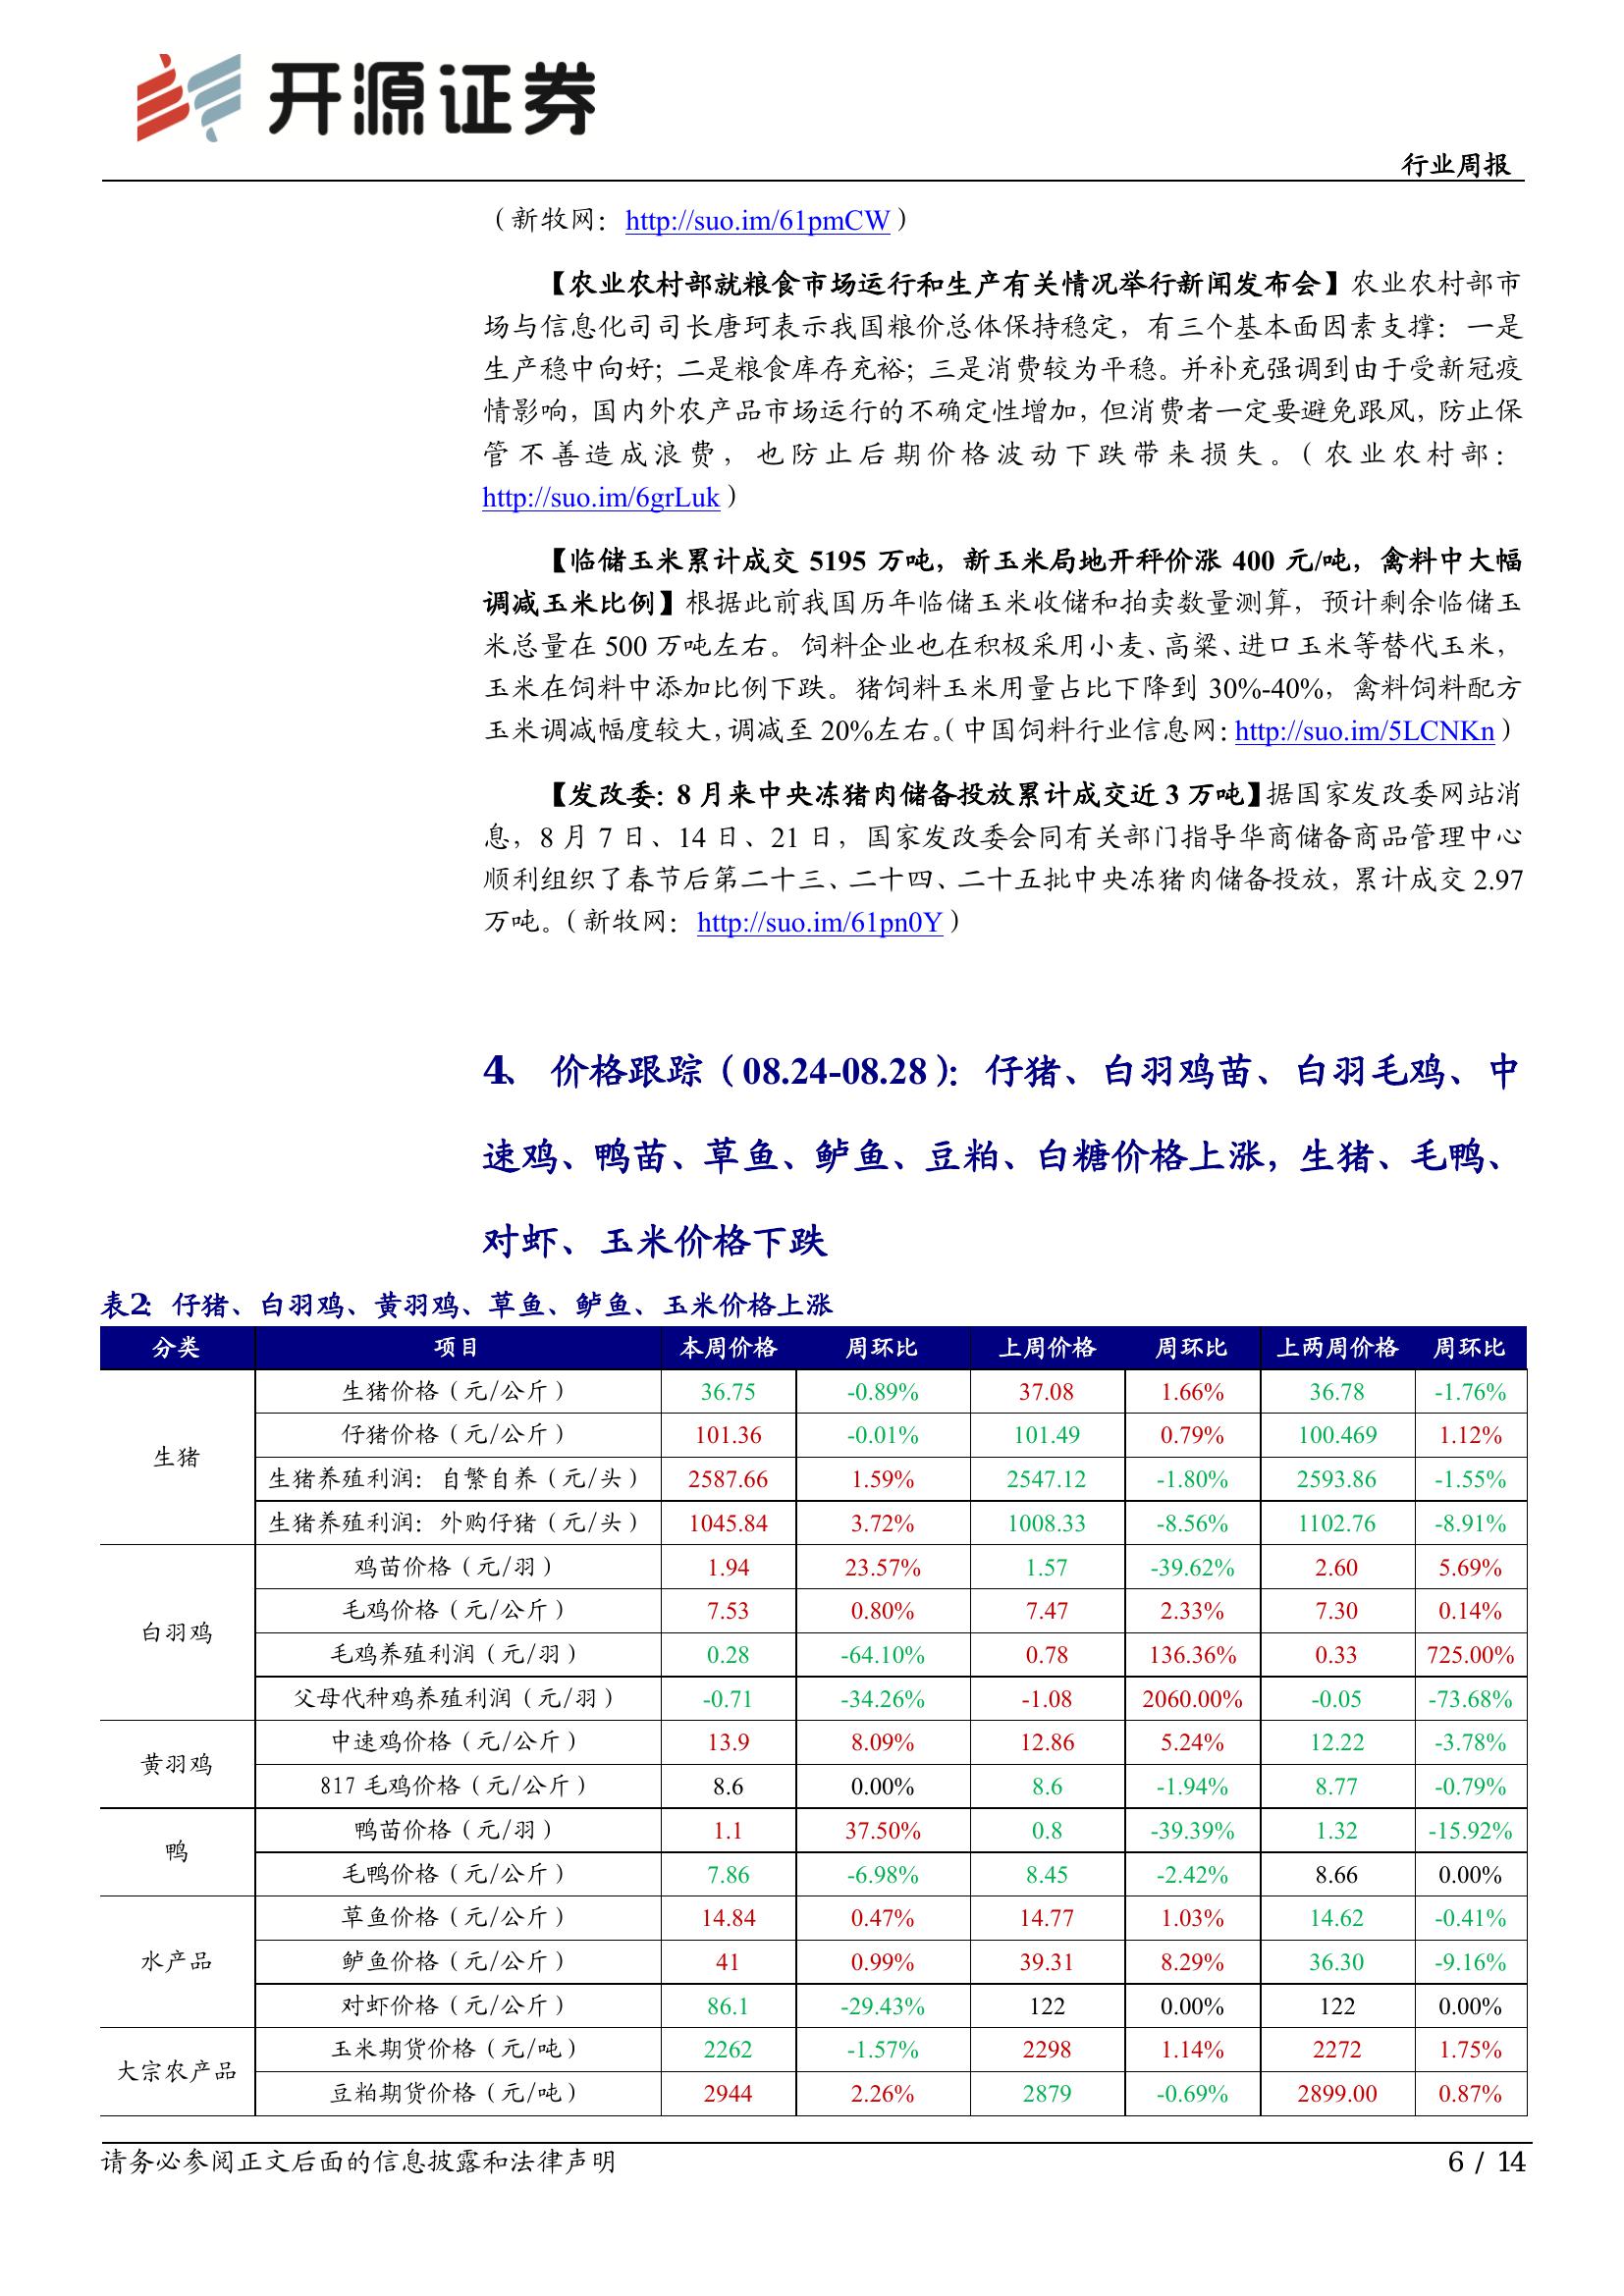 开源证券
行业周报
（新牧网：http://suo.im/61pmCW）
【农业农村部就粮食市场运行和生产有关情况举行新闻发布会】农业农村部市
场与信息化司司长唐珂表示我国粮价总体保持稳定，有三个基本面因素支撑：一是
生产稳中向好；二是粮食库存充裕；三是消费较为平稳。并补充强调到由于受新冠疫
情影响，国内外农产品市场运行的不确定性增加，但消费者一定要避免跟风，防止保
管不善造成浪费，也防止后期价格波动下跌带来损失。（农业农村部：
http://suo.im/6grLuk）
【临储玉米累计成交 5195 万吨，新玉米局地开秤价涨 400 元/吨，禽料中大幅
调减玉米比例】根据此前我国历年临储玉米收储和拍卖数量测算，预计剩余临储玉
米总量在 500 万吨左右。饲料企业也在积极采用小麦、高粱、进口玉米等替代玉米，
玉米在饲料中添加比例下跌。猪饲料玉米用量占比下降到 30%-40%，禽料饲料配方
玉米调减幅度较大，调减至 20%左右。（中国饲料行业信息网：http://suo.im/5LCNKn）
【发改委：8 月来中央冻猪肉储备投放累计成交近 3 万吨】据国家发改委网站消
息，8 月 7 日、14 日、21 日，国家发改委会同有关部门指导华商储备商品管理中心
顺利组织了春节后第二十三、二十四、二十五批中央冻猪肉储备投放，累计成交 2.97
万吨。（新牧网：http://suo.im/61pn0Y）
4、 价格跟踪（08.24-08.28）：仔猪、白羽鸡苗、白羽毛鸡、中
速鸡、鸭苗、草鱼、鲈鱼、豆粕、白糖价格上涨，生猪、毛鸭、
对虾、玉米价格下跌
表2：仔猪、白羽鸡、黄羽鸡、草鱼、鲈鱼、玉米价格上涨
分类 项目 本周价格 周环比 上周价格 周环比 上两周价格 周环比
生猪 生猪价格（元/公斤） 36.75 -0.89% 37.08 1.66% 36.78 -1.76%
仔猪价格（元/公斤） 101.36 -0.01% 101.49 0.79% 100.469 1.12%
生猪养殖利润：自繁自养（元/头） 2587.66 1.59% 2547.12 -1.80% 2593.86 -1.55%
生猪养殖利润：外购仔猪（元/头） 1045.84 3.72% 1008.33 -8.56% 1102.76 -8.91%
白羽鸡 鸡苗价格（元/羽） 1.94 23.57% 1.57 -39.62% 2.60 5.69%
毛鸡价格（元/公斤） 7.53 0.80% 7.47 2.33% 7.30 0.14%
毛鸡养殖利润（元/羽） 0.28 -64.10% 0.78 136.36% 0.33 725.00%
父母代种鸡养殖利润（元/羽） -0.71 -34.26% -1.08 2060.00% -0.05 -73.68%
黄羽鸡 中速鸡价格（元/公斤） 13.9 8.09% 12.86 5.24% 12.22 -3.78%
817 毛鸡价格（元/公斤） 8.6 0.00% 8.6 -1.94% 8.77 -0.79%
鸭 鸭苗价格（元/羽） 1.1 37.50% 0.8 -39.39% 1.32 -15.92%
毛鸭价格（元/公斤） 7.86 -6.98% 8.45 -2.42% 8.66 0.00%
水产品 草鱼价格（元/公斤） 14.84 0.47% 14.77 1.03% 14.62 -0.41%
鲈鱼价格（元/公斤） 41 0.99% 39.31 8.29% 36.30 -9.16%
对虾价格（元/公斤） 86.1 -29.43% 122 0.00% 122 0.00%
大宗农产品 玉米期货价格（元/吨） 2262 -1.57% 2298 1.14% 2272 1.75%
豆粕期货价格（元/吨） 2944 2.26% 2879 -0.69% 2899.00 0.87%
请务必参阅正文后面的信息披露和法律声明
6 / 14